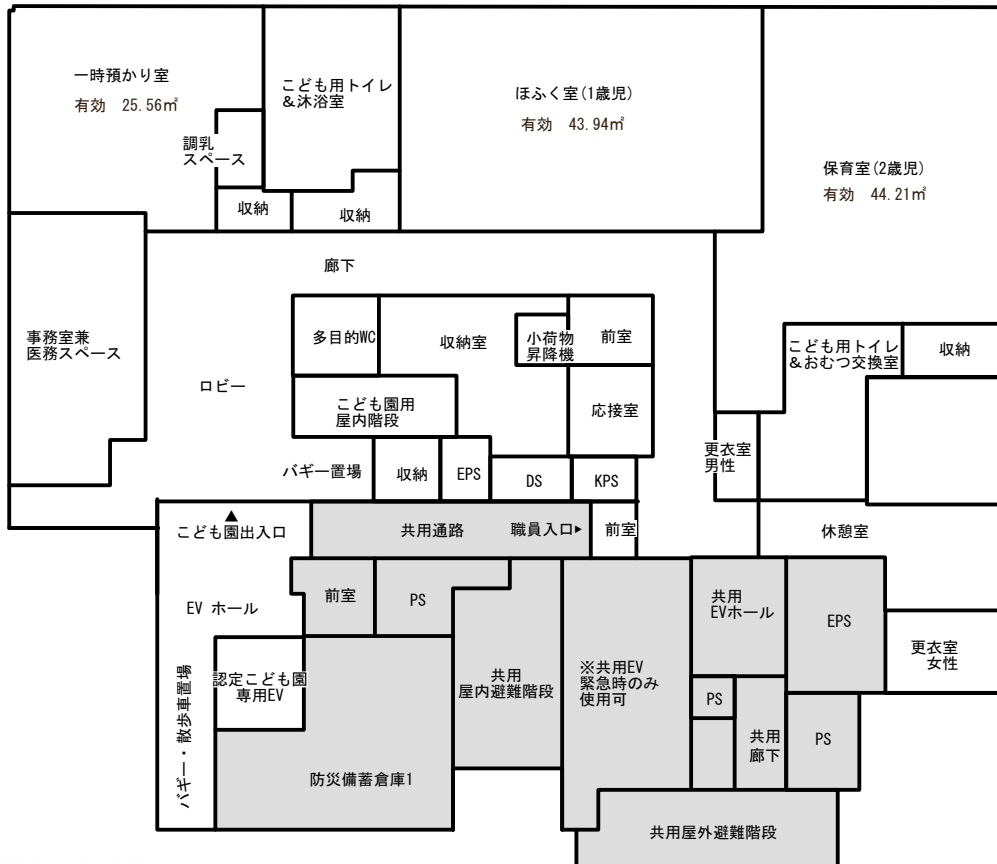 一時預かり室
有効 25.56㎡
こども用トイレ
&沐浴室
ほふく室(1歳児)
有効 43.94㎡
調乳
スペース
保育室(2歳児)
有効 44.21㎡
収納
収納
廊下
事務室兼
医務スペース
多目的WC
収納室
小荷物
昇降機
前室
こども用トイレ
&おむつ交換室
収納
ロビー
こども園用
屋内階段
応接室
更衣室
男性
バギー置場
収納
EPS
DS
KPS
▲
こども園出入口
共用通路
職員入口▶
前室
休憩室
EV ホール
前室
PS
共用
EVホール
EPS
更衣室
女性
認定こども園
専用EV
バギー・散歩車置場
共用
屋内避難階段
※共用EV
緊急時のみ
使用可
PS
共用
廊下
PS
防災備蓄倉庫1
共用屋外避難階段